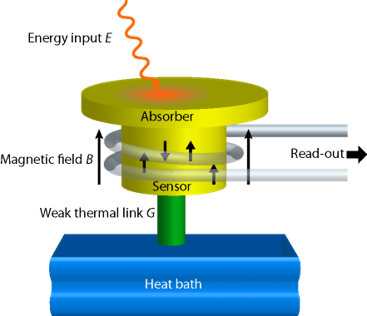 Energy input E
Absorber
Magnetic field B
Read-out
Sensor
Weak thermal link G
Heat bath